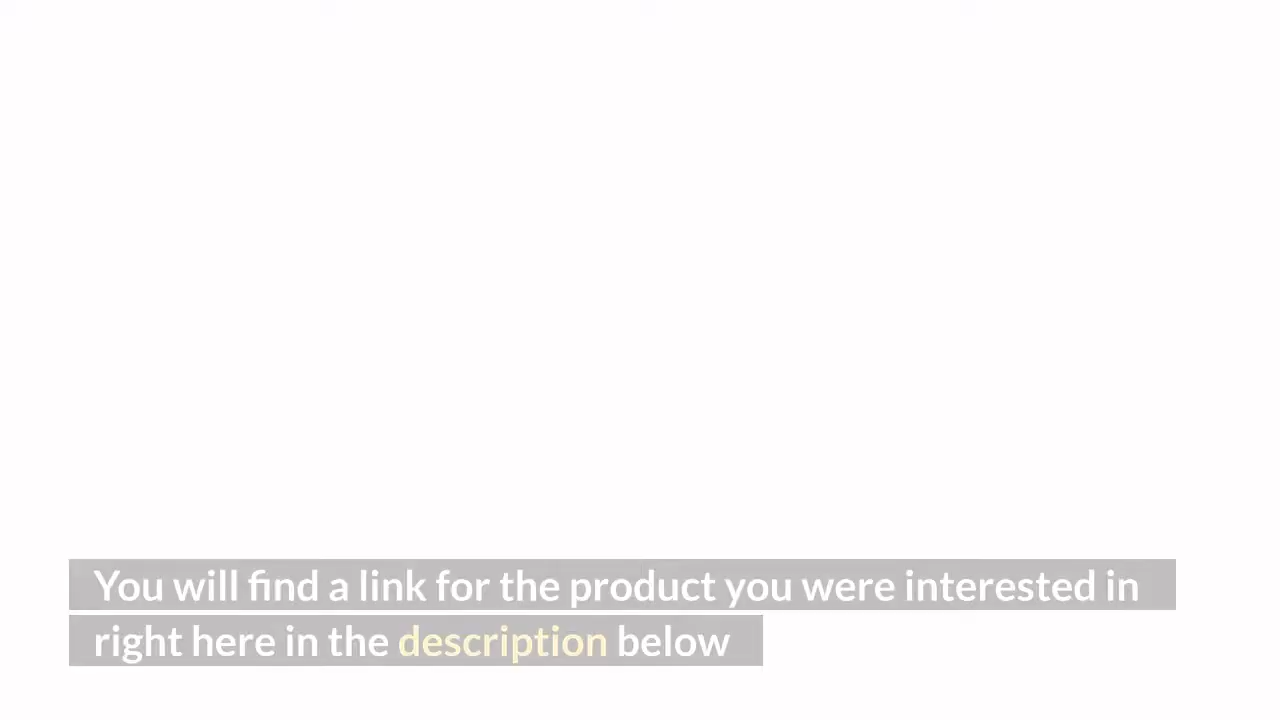 You will find a link for the product you were interested in
right here in the description below